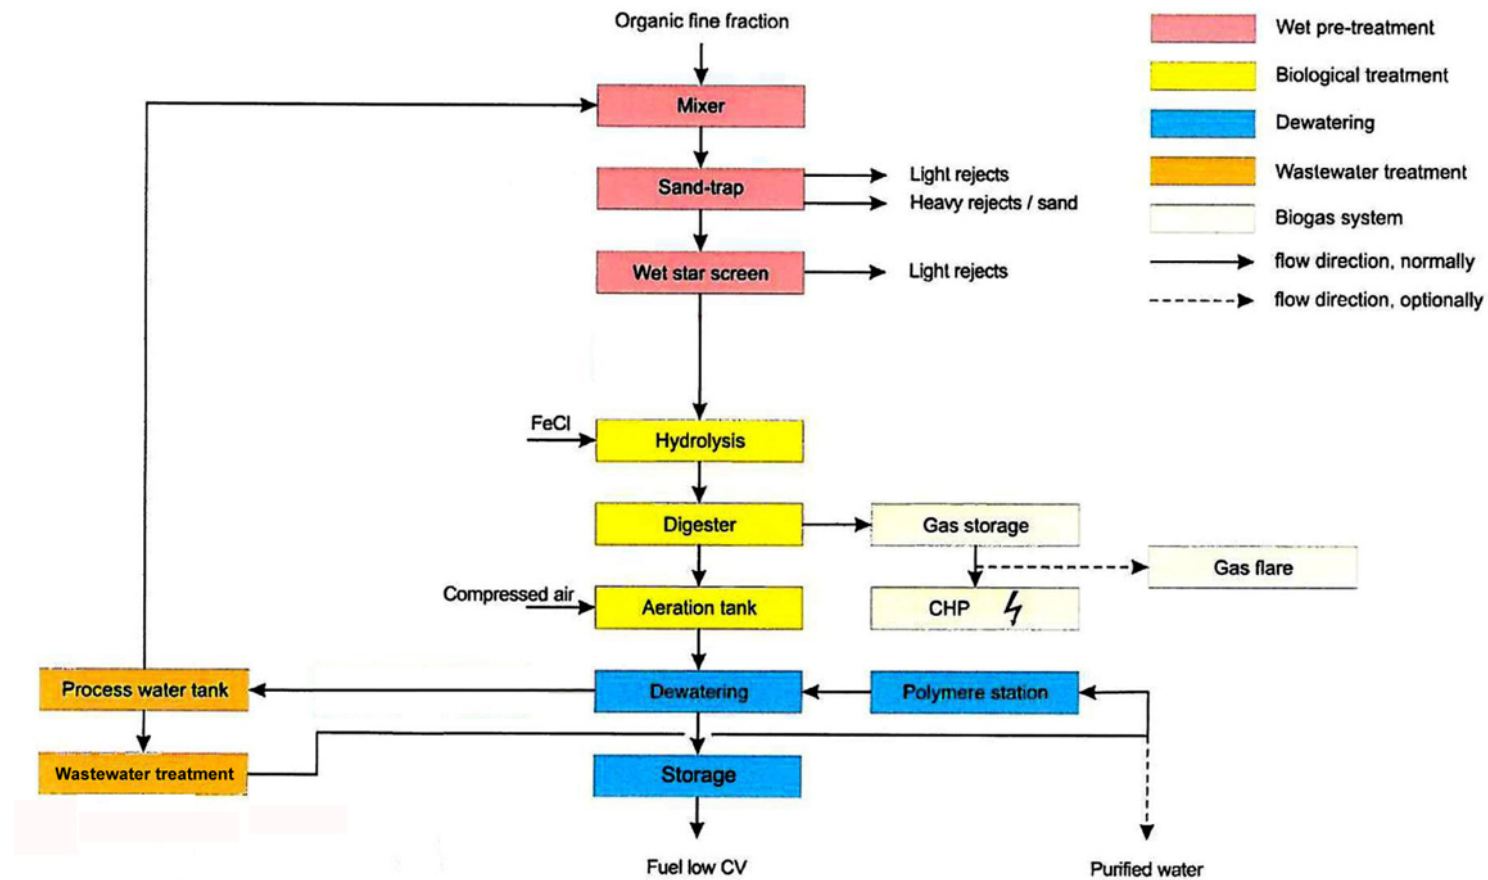 Organic fine fraction
Mixer
Sand-trap
Light rejects
Heavy rejects / sand
Wet star screen
Light rejects
FeCl
Hydrolysis
Digester
Gas storage
Gas flare
Compressed air
Aeration tank
CHP
Process water tank
Dewatering
Polymere station
Wastewater treatment
Storage
Fuel low CV
Purified water
Wet pre-treatment
Biological treatment
Dewatering
Wastewater treatment
Biogas system
flow direction, normally
flow direction, optionally